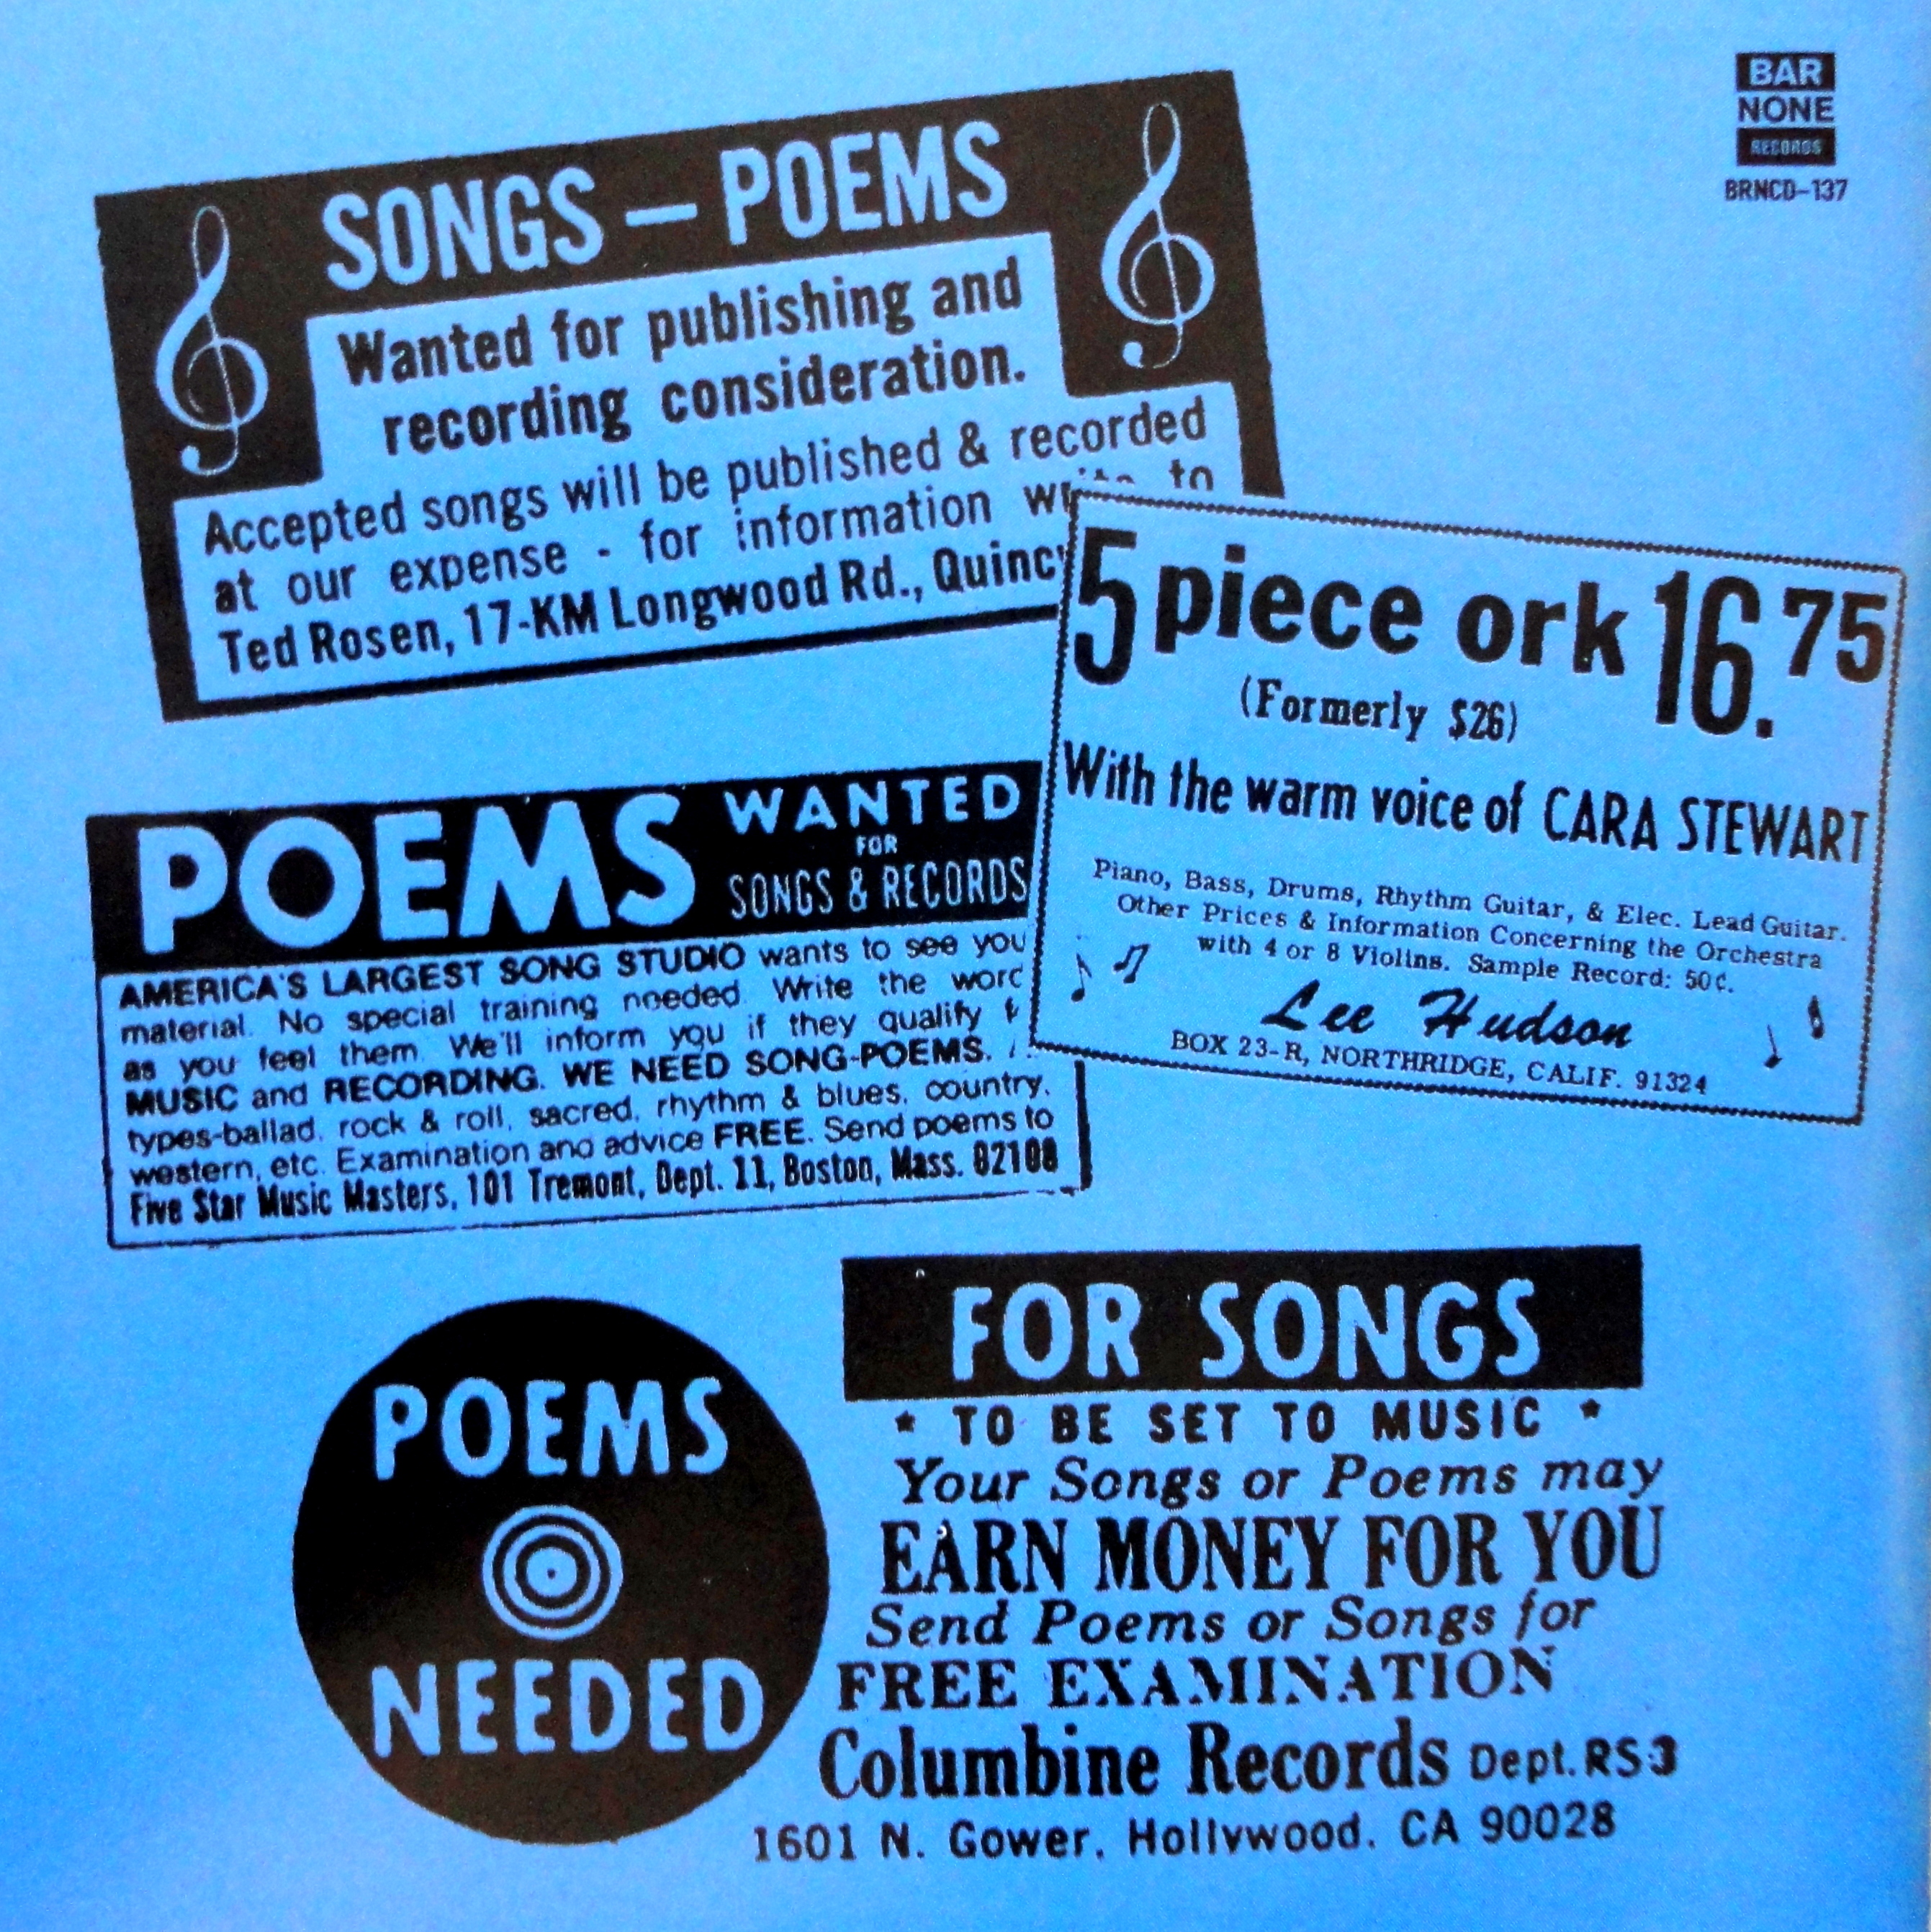 BAR
NONE
RECORDS
BRNCD-137
SONGS — POEMS
Wanted for publishing and
recording consideration.
Accepted songs will be published & recorded
at our expense - for information to
Ted Rosen, 17-KM Longwood Rd.,
5 piece ork 16.75
(Formerly $26)
With the warm voice of CARA STEWART
Piano, Bass, Drums, Rhythm Guitar, & Elec. Lead Guitar.
Other Prices & Information Concerning the Orchestra
with 4 or 8 Violins. Sample Record: 50¢.
Lee Hudson
BOX 23-R, NORTHRIDGE, CALIF. 91324
POEMS WANTED
FOR
SONGS & RECORDS
AMERICA'S LARGEST SONG STUDIO wants to see you
material. No special training needed. Write the
as you feel them. We'll inform you if they qualify
MUSIC and RECORDING. WE NEED SONG-POEMS.
types-ballad, rock & roll, sacred, rhythm & blues, country,
western, etc. Examination and advice FREE. Send poems to
Five Star Music Masters, 101 Tremont, Dept. 11, Boston, Mass. 02108
POEMS
NEEDED
FOR SONGS
* TO BE SET TO MUSIC *
Your Songs or Poems may
EARN MONEY FOR YOU
Send Poems or Songs for
FREE EXAMINATION
Columbine Records Dept. RS-3
1601 N. Gower, Hollywood, CA 90028